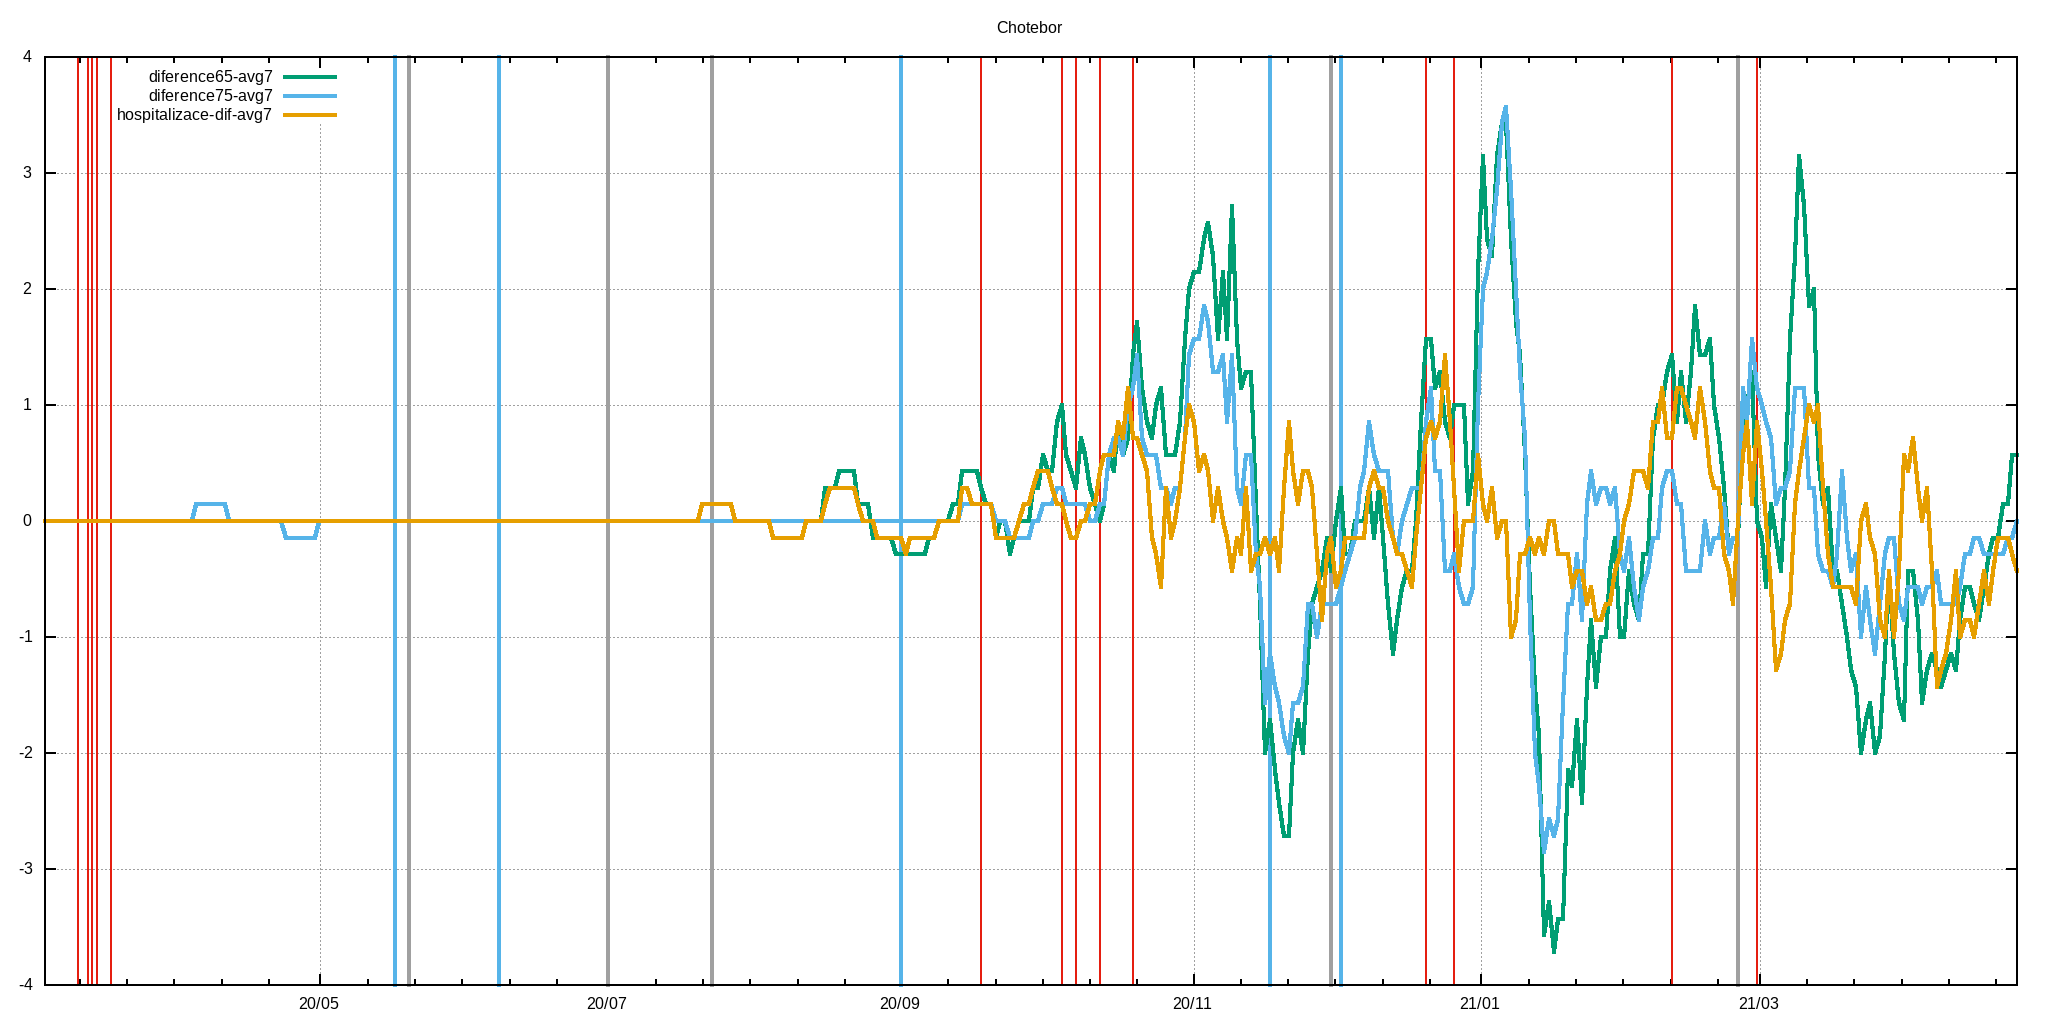 Chotebor
4
diference65-avg7
diference75-avg7
hospitalizace-dif-avg7
3
2
1
0
-1
-2
-3
-4
20/05 20/07 20/09 20/11 21/01 21/03